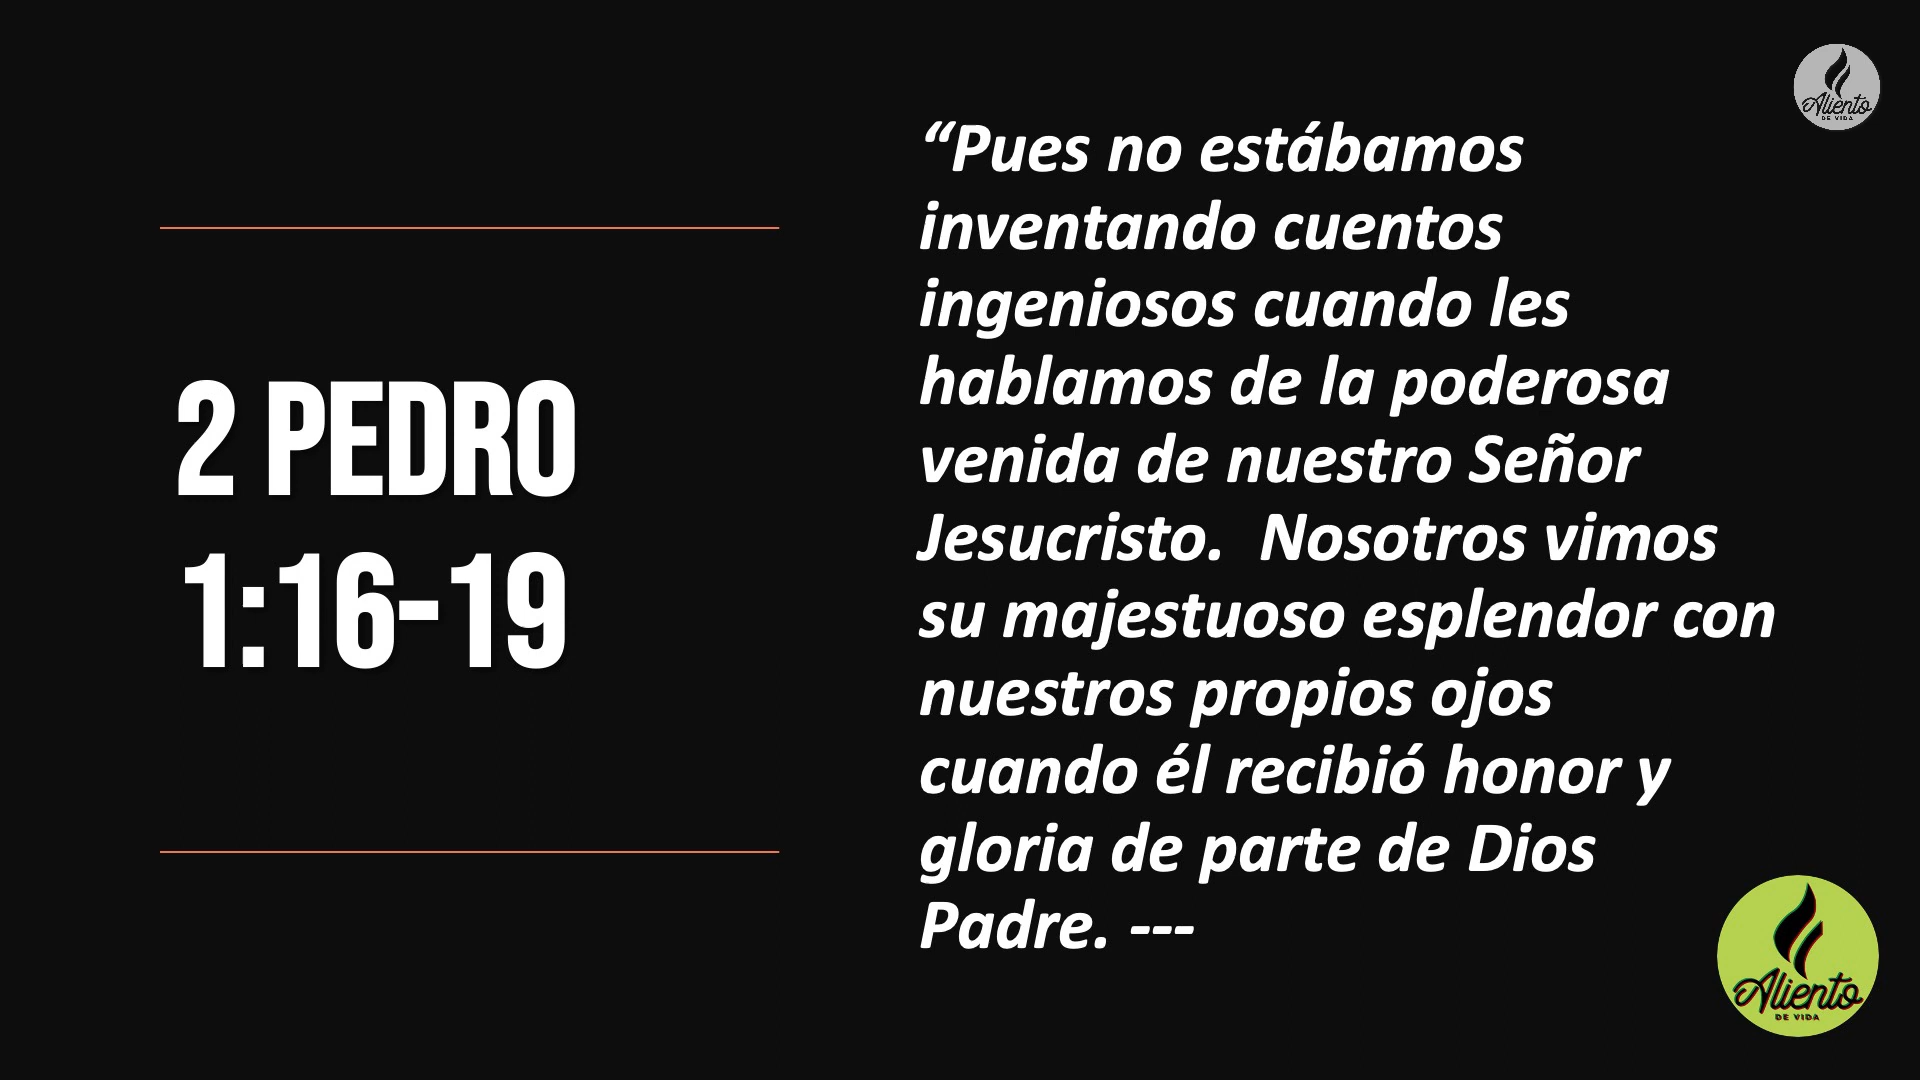 2 PEDRO
1:16-19
“Pues no estábamos
inventando cuentos
ingeniosos cuando les
hablamos de la poderosa
venida de nuestro Señor
Jesucristo.  Nosotros vimos
su majestuoso esplendor con
nuestros propios ojos
cuando él recibió honor y
gloria de parte de Dios
Padre. ---
Aliento
DE VIDA
Aliento
DE VIDA